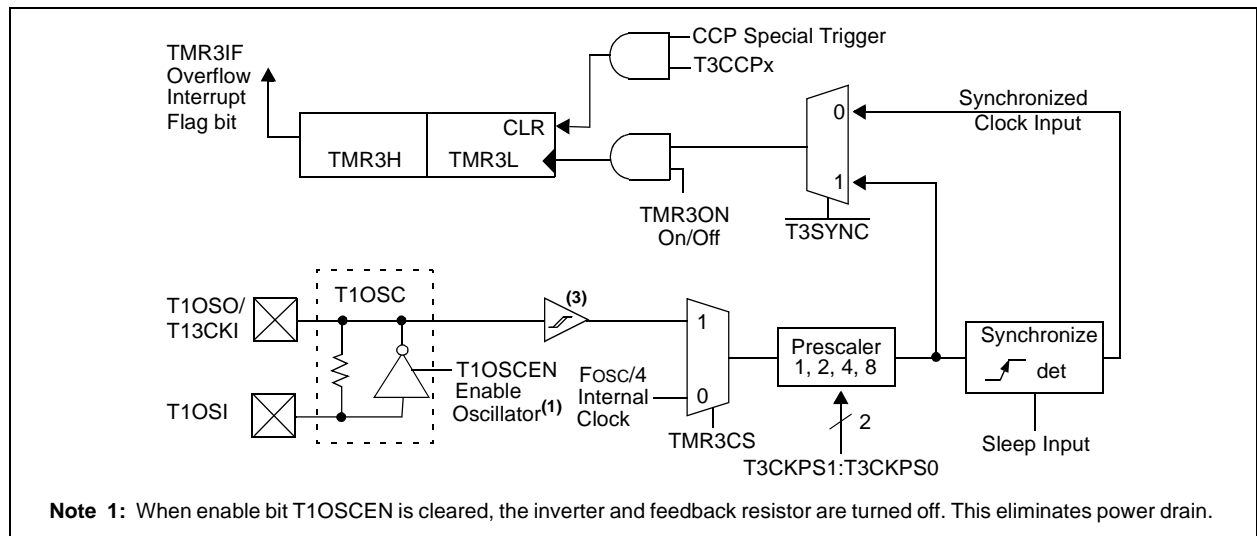 CCP Special Trigger
T3CCPx
TMR3IF
Overflow
Interrupt
Flag bit
CLR
TMR3H
TMR3L
TMR3ON
On/Off
0
1
T3SYNC
Synchronized
Clock Input
T1OSO/
T13CKI
T1OSI
T1OSC
T1OSCEN
Enable
Oscillator(1)
(3)
FOSC/4
Internal
Clock
1
0
TMR3CS
Prescaler
1, 2, 4, 8
2
T3CKPS1:T3CKPS0
Synchronize
det
Sleep Input
Note 1: When enable bit T1OSCEN is cleared, the inverter and feedback resistor are turned off. This eliminates power drain.